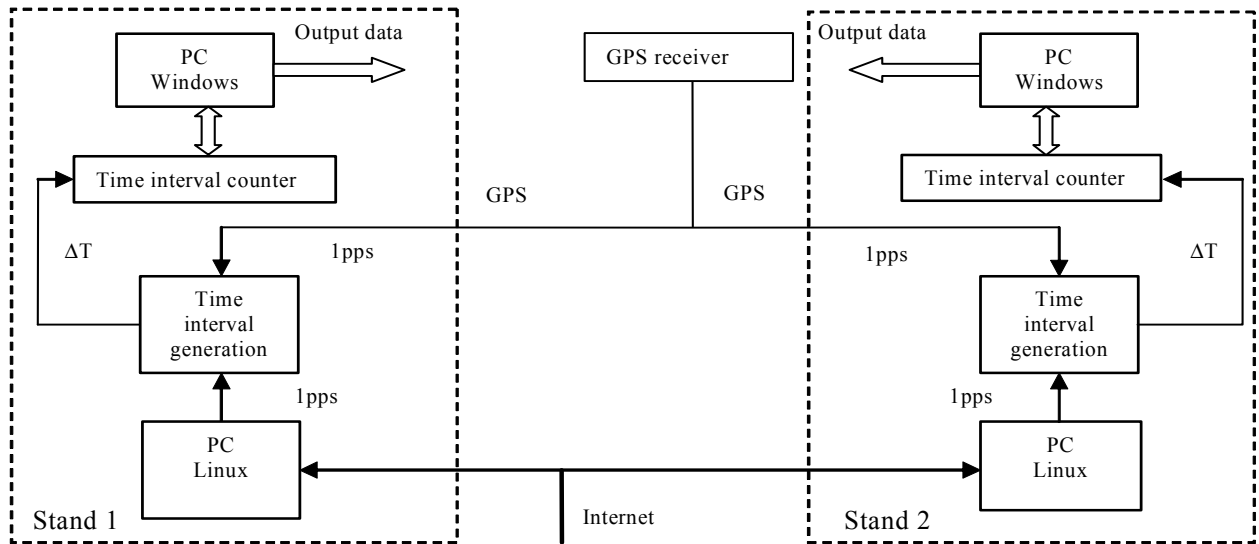 Output data
PC
Windows
Time interval counter
ΔT
1pps
Time
interval
generation
1pps
PC
Linux
Stand 1
GPS receiver
GPS
GPS
Internet
Output data
PC
Windows
Time interval counter
1pps
ΔT
Time
interval
generation
1pps
PC
Linux
Stand 2